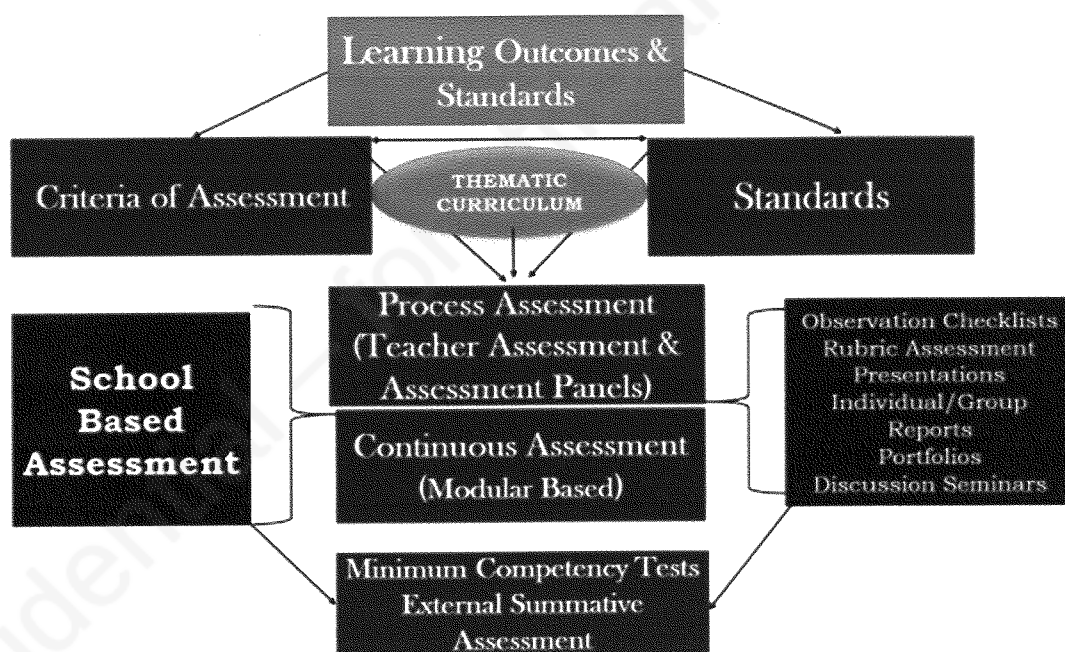 Learning Outcomes &
Standards
Criteria of Assessment
THEMATIC
CURRICULUM
Standards
Process Assessment
(Teacher Assessment &
Assessment Panels)
School
Based
Assessment
Continuous Assessment
(Modular Based)
Observation Checklists
Rubric Assessment
Presentations
Individual/Group
Reports
Portfolios
Discussion Seminars
Minimum Competency Tests
External Summative
Assessment